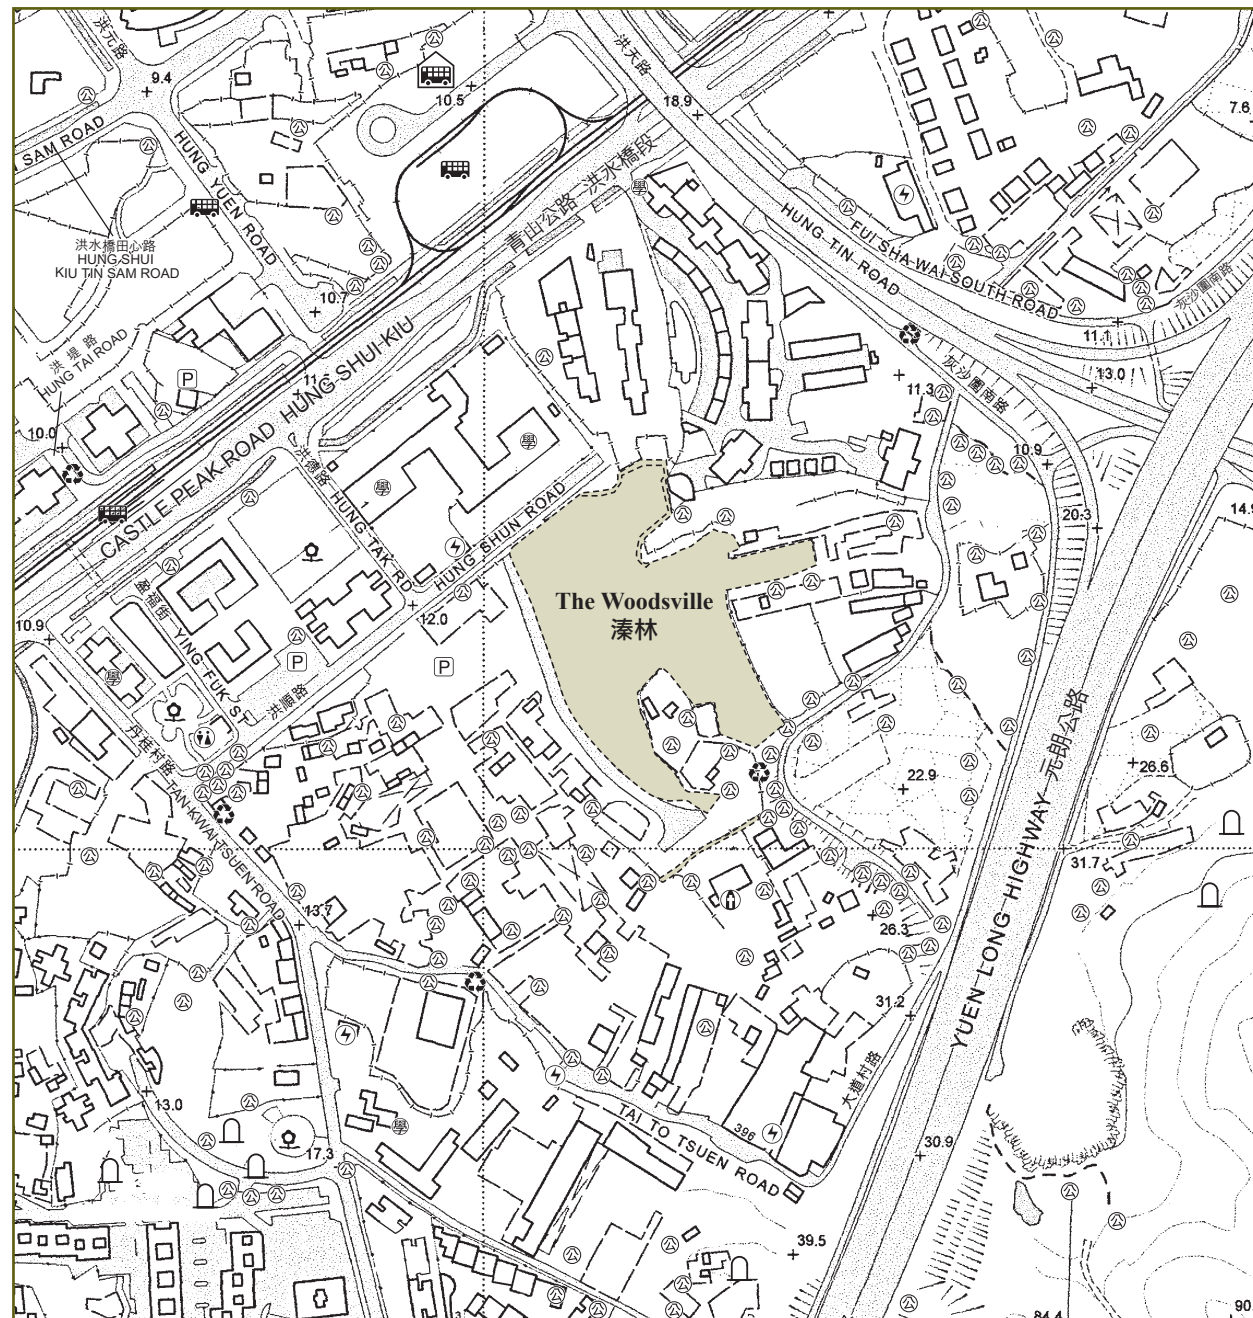 洪元路
9.4
SAM ROAD
HUNG YUEN ROAD
10.5
洪天路
18.9
7.6
洪水橋田心路
HUNG SHUI
KIU TIN SAM ROAD
10.7
青山公路 洪水橋段
學
HUNG TIN ROAD
FUI SHA WAI SOUTH ROAD
灰沙圍南路
11.1
13.0
洪堤路
HUNG TAI ROAD
P
10.0
CASTLE PEAK ROAD HUNG SHUI KIU
11.3
灰沙圍南路
10.9
20.3
14.9
學
學
洪德路 HUNG TAK RD
HUNG SHUN ROAD
12.0
The Woodsville
溱林
10.9
盈福街 YING FUK ST
學
P
P
洪順路
丹桂村路 TAN KWAI TSUEN ROAD
22.9
YUEN LONG HIGHWAY 元朗公路
26.6
31.7
13.7
26.3
31.2
大道村路
13.0
17.3
學
TAI TO TSUEN ROAD
396
30.9
39.5
84.4
90
公